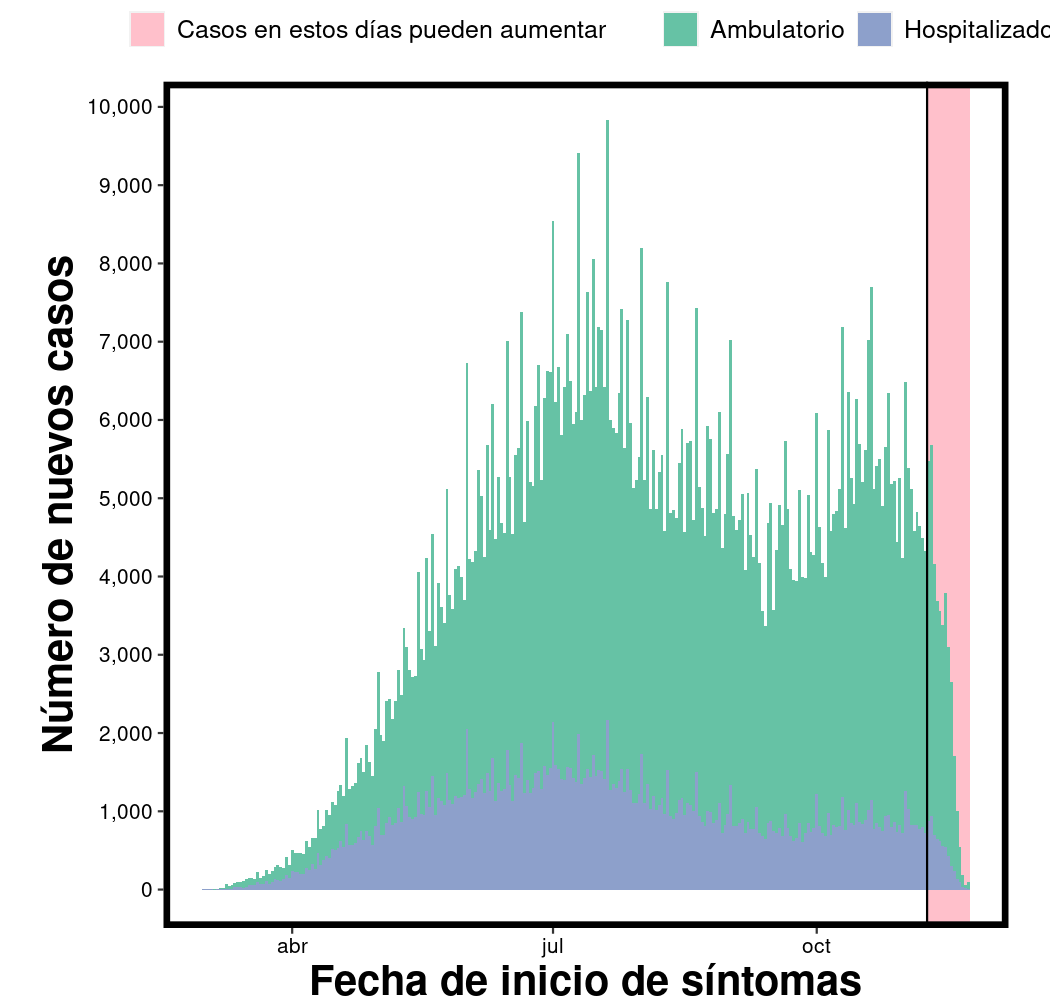 Casos en estos días pueden aumentar Ambulatorio Hospitalizado
10,000
9,000
8,000
7,000
6,000
5,000
4,000
3,000
2,000
1,000
0
Número de nuevos casos
abr jul oct
Fecha de inicio de síntomas